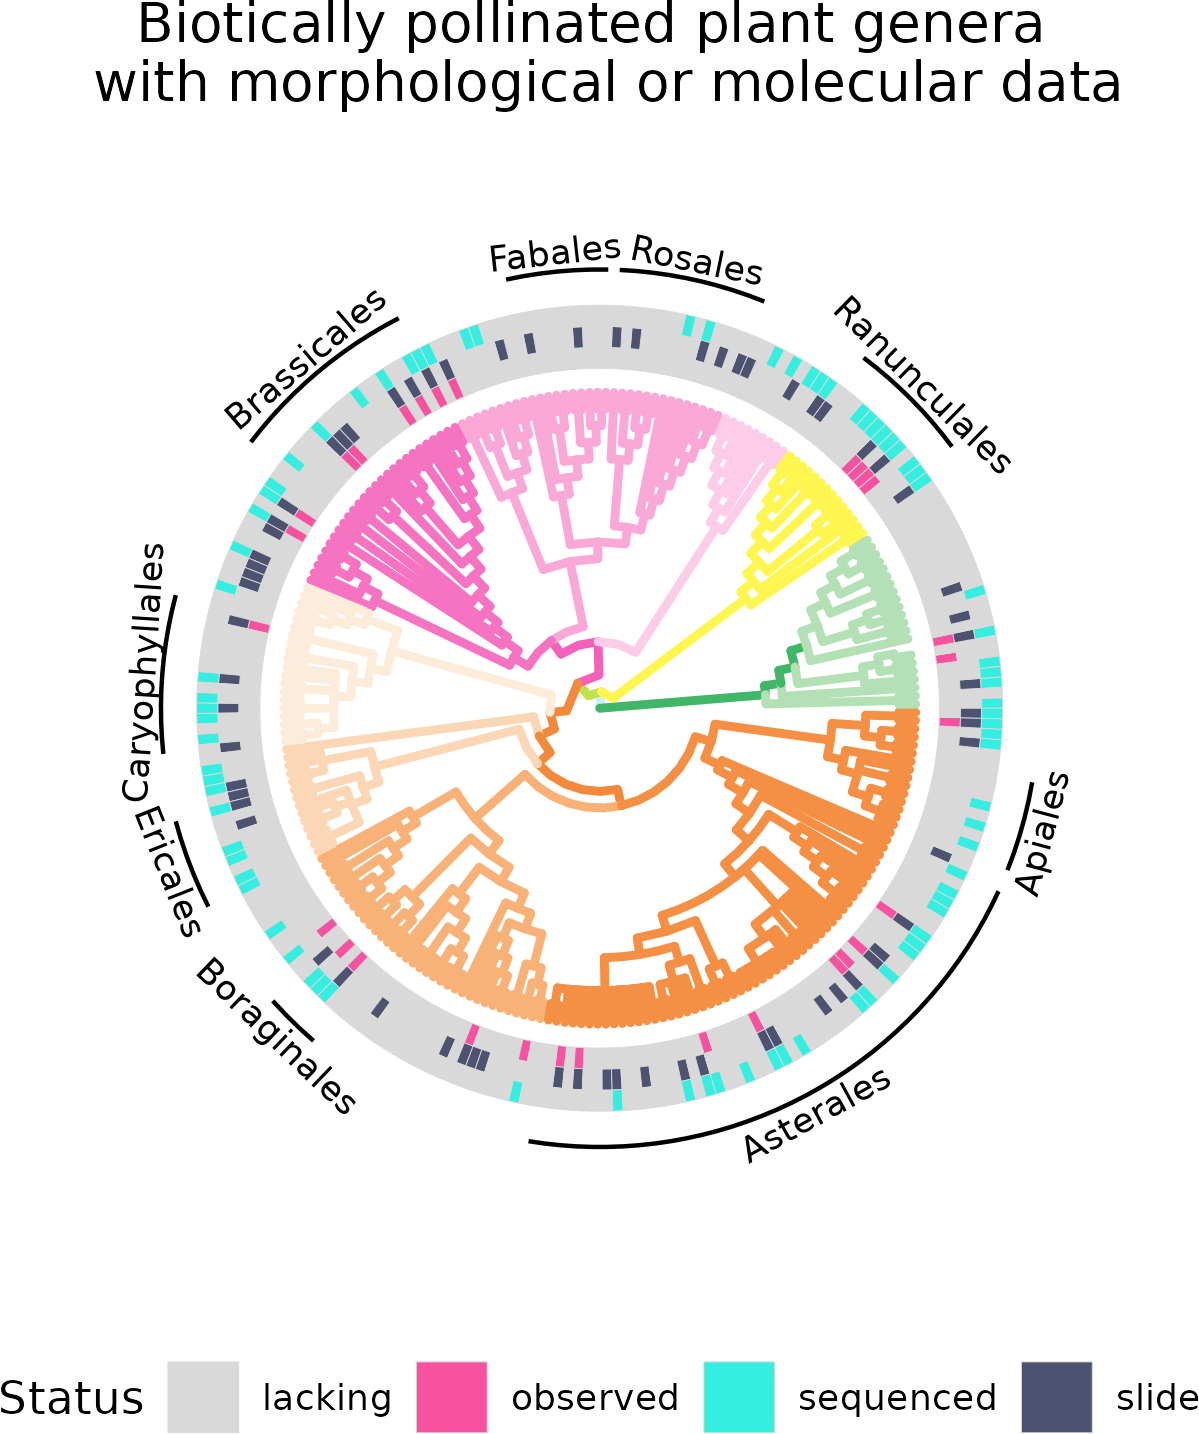 Biotically pollinated plant genera
with morphological or molecular data
Fabales
Rosales
Brassicales
Ranunculales
Caryophyllales
Apiales
Ericales
Boraginales
Asterales
Status lacking observed sequenced slide